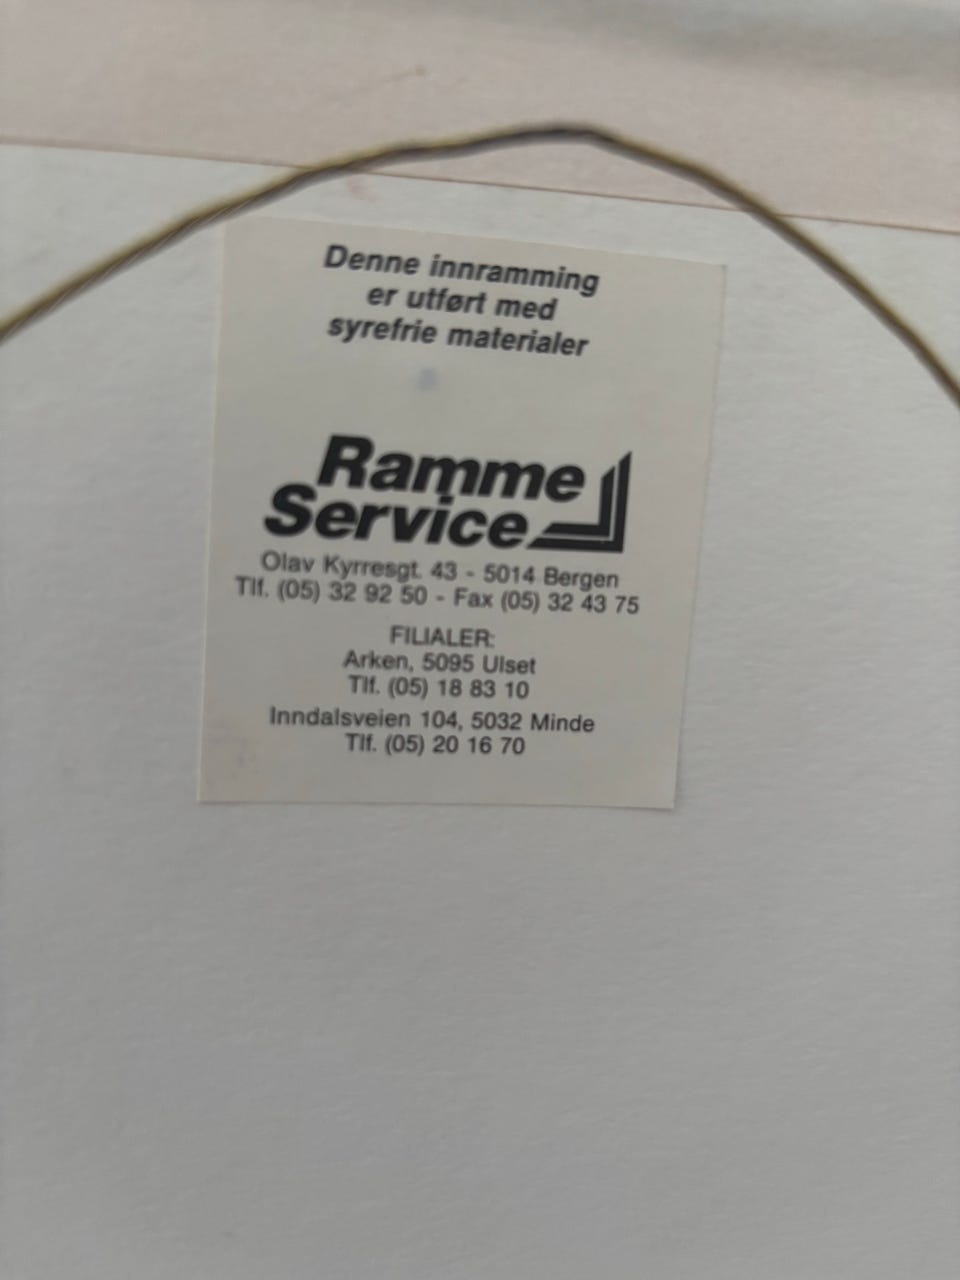 Denne innramming
er utført med
syrefrie materialer
Ramme
Service
Olav Kyrresgt. 43 - 5014 Bergen
Tlf. (05) 32 92 50 - Fax (05) 32 43 75
FILIALER:
Arken, 5095 Ulset
Tlf. (05) 18 83 10
Inndalsveien 104, 5032 Minde
Tlf. (05) 20 16 70